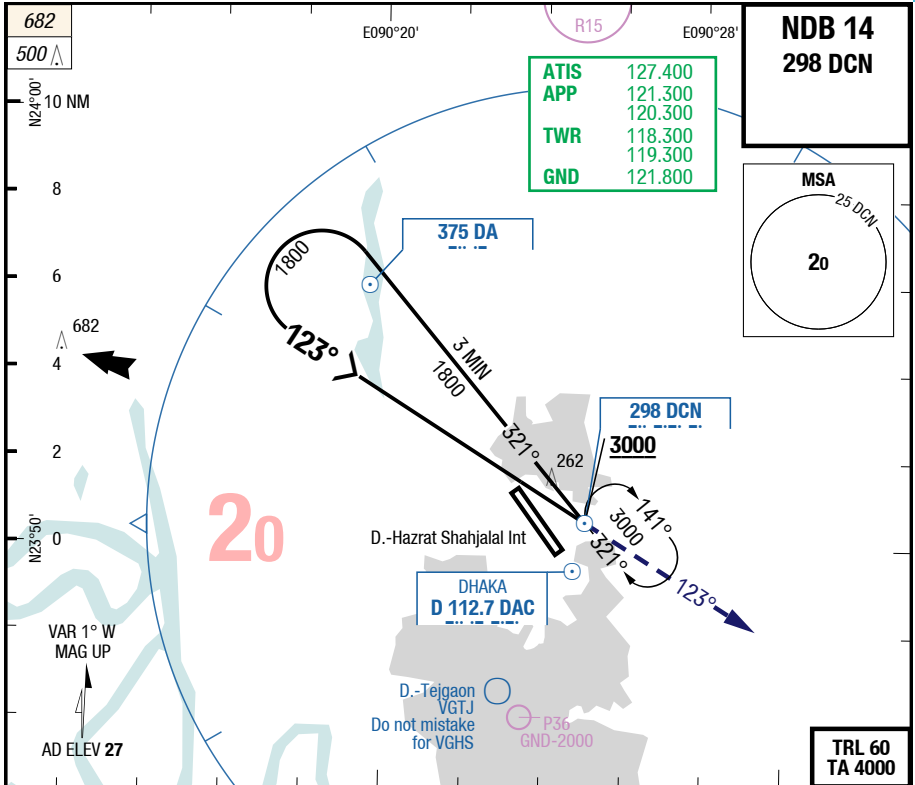 682
500
E090°20'
R15
E090°28'
NDB 14
298 DCN
ATIS 127.400
APP 121.300
120.300
TWR 118.300
119.300
GND 121.800
N24°00'
10 NM
8
6
4
2
0
N23°50'
MSA
25 DCN
20
375 DA
1800
123°
682
3 MIN
1800
321°
298 DCN
3000
262
20
D.-Hazrat Shahjalal Int
141°
3000
321°
123°
DHAKA
D 112.7 DAC
VAR 1° W
MAG UP
AD ELEV 27
D.-Tejgaon
VGTJ
Do not mistake
for VGHS
P36
GND-2000
TRL 60
TA 4000